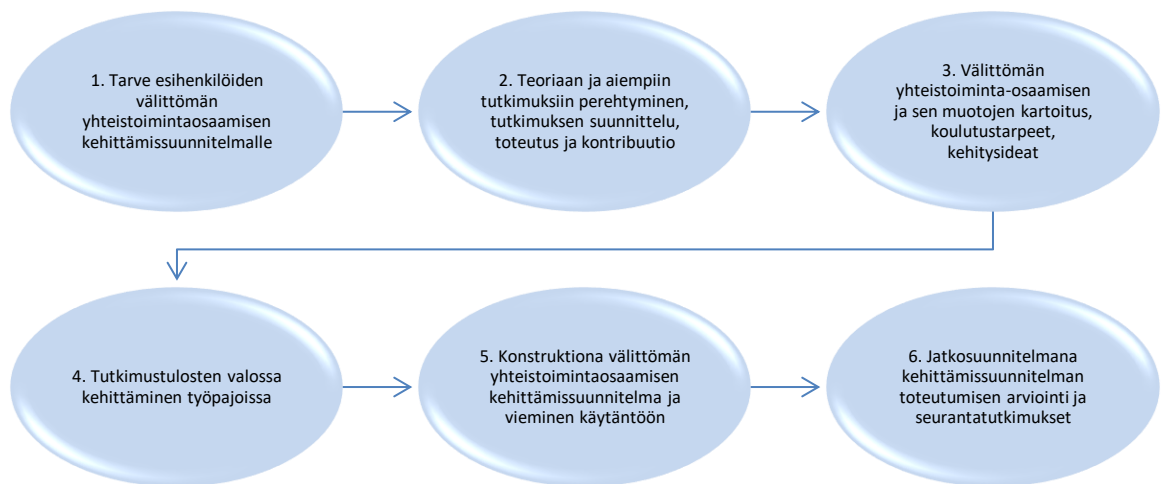 1. Tarve esihenkilöiden
välittömän
yhteistoimintaosaamisen
kehittämissuunnitelmalle
2. Teoriaan ja aiempiin
tutkimuksiin perehtyminen,
tutkimuksen suunnittelu,
toteutus ja kontribuutio
3. Välittömän
yhteistoiminta-osaamisen
ja sen muotojen kartoitus,
koulutustarpeet,
kehitysideat
4. Tutkimustulosten valossa
kehittäminen työpajoissa
5. Konstruktiona välittömän
yhteistoimintaosaamisen
kehittämissuunnitelma ja
vieminen käytäntöön
6. Jatkosuunnitelmana
kehittämissuunnitelman
toteutumisen arviointi ja
seurantatutkimukset